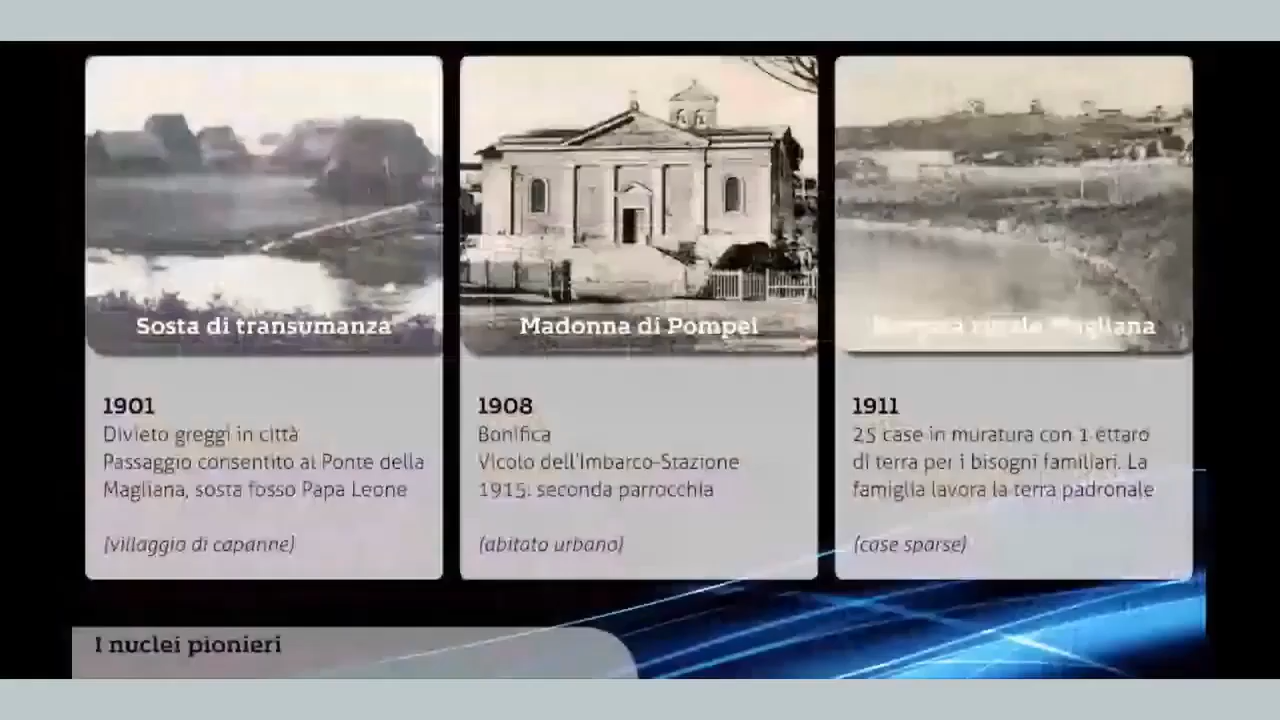 Sosta di transumanza
1901
Divieto greggi in città
Passaggio consentito al Ponte della
Magliana, sosta fosso Papa Leone
(villaggio di capanne)
Madonna di Pompei
1908
Bonifica
Vicolo dell'Imbarco-Stazione
1915: seconda parrocchia
(abitato urbano)
Magliana
1911
25 case in muratura con 1 ettaro
di terra per i bisogni familiari. La
famiglia lavora la terra padronale
(case sparse)
I nuclei pionieri